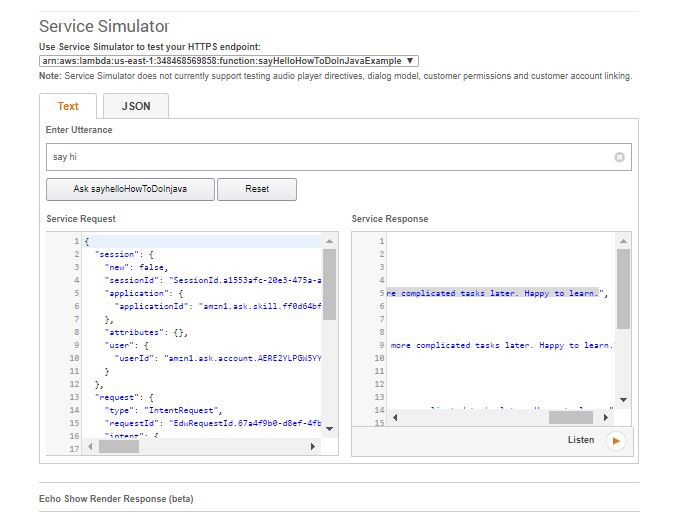 Service Simulator
Use Service Simulator to test your HTTPS endpoint:
arn:aws:lambda:us-east-1:348468569858:function:sayHelloHowToDoInJavaExample
Note: Service Simulator does not currently support testing audio player directives, dialog model, customer permissions and customer account linking.
Text
JSON
Enter Utterance
say hi
Ask sayhelloHowToDoInjava
Reset
Service Request
1 {
2 "session": {
3 "new": false,
4 "sessionId": "SessionId.a1553afc-20e3-475a-a
5 "application": {
6 "applicationId": "amzn1.ask.skill.ff0d64bf
7 },
8 "attributes": {},
9 "user": {
10 "userId": "amzn1.ask.account.AERE2YLPGW5YY
11 }
12 },
13 "request": {
14 "type": "IntentRequest",
15 "requestId": "EdwRequestId.67a4f9b0-d8ef-4fb
16 "intent": {
17
Service Response
1
2
3
4
5 re complicated tasks later. Happy to learn.",
6
7
8
9 more complicated tasks later. Happy to learn.
10
11
12
13
14
15
Listen
Echo Show Render Response (beta)